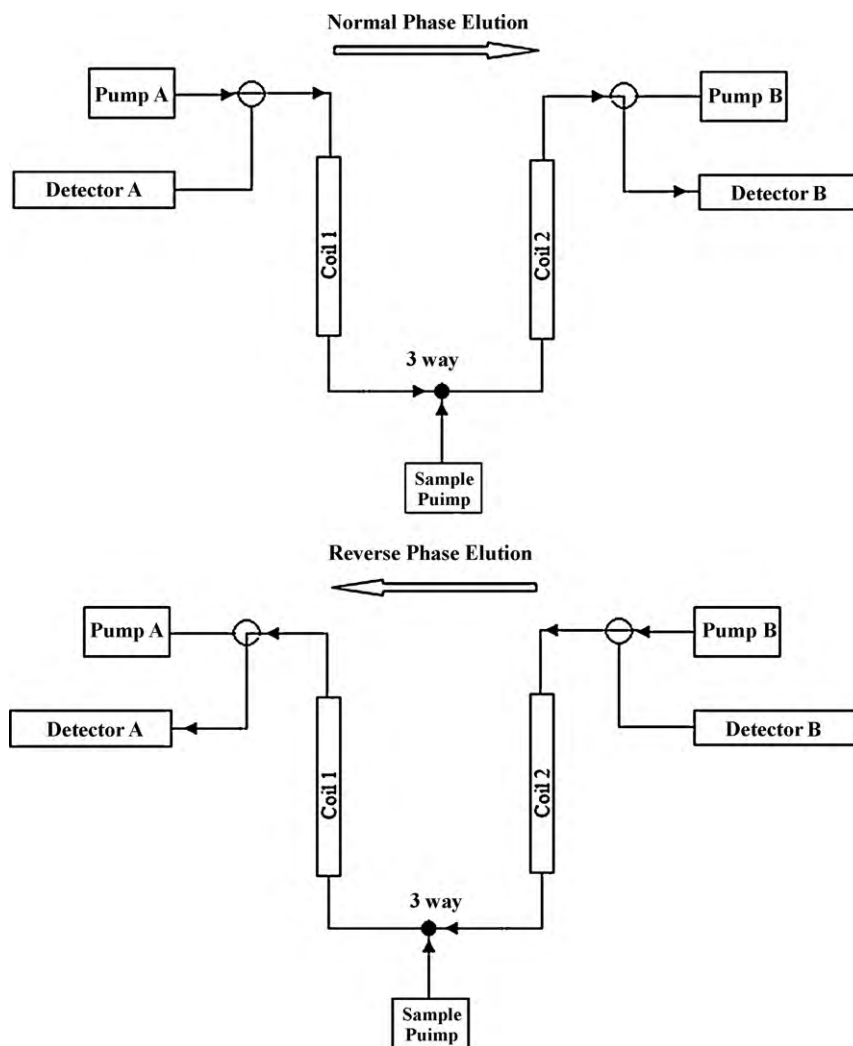 Normal Phase Elution
Pump A
Pump B
Detector A
Detector B
Coil 1
Coil 2
3 way
Sample
Puimp
Reverse Phase Elution
Pump A
Pump B
Detector A
Detector B
Coil 1
Coil 2
3 way
Sample
Puimp